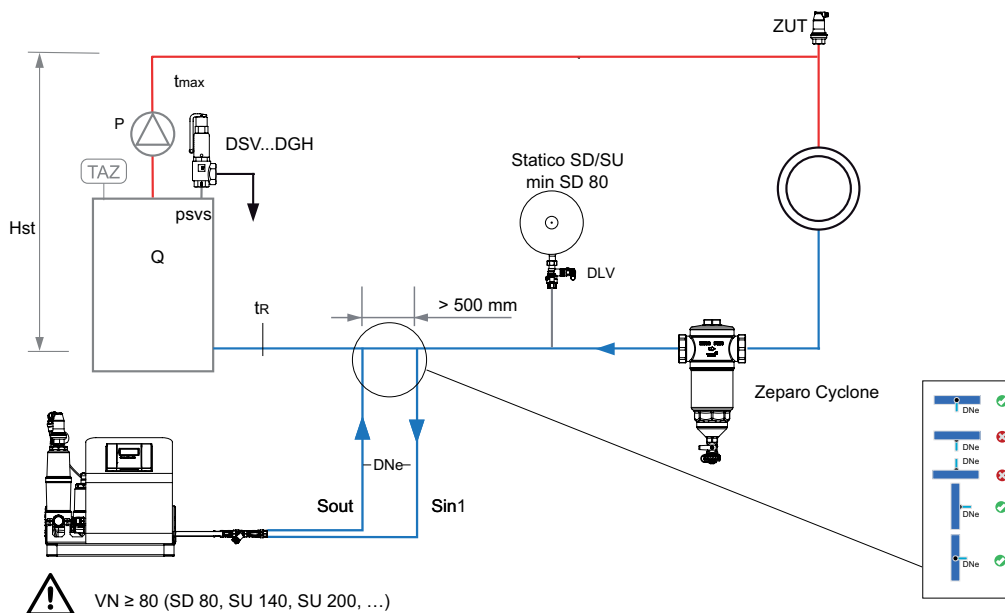 ZUT
tmax
P
DSV...DGH
TAZ
Statico SD/SU
min SD 80
psvs
Hst
Q
DLV
> 500 mm
tR
Zeparo Cyclone
DNe
DNe
DNe
DNe
DNe
DNe
Sout
Sin1
VN ≥ 80 (SD 80, SU 140, SU 200, …)